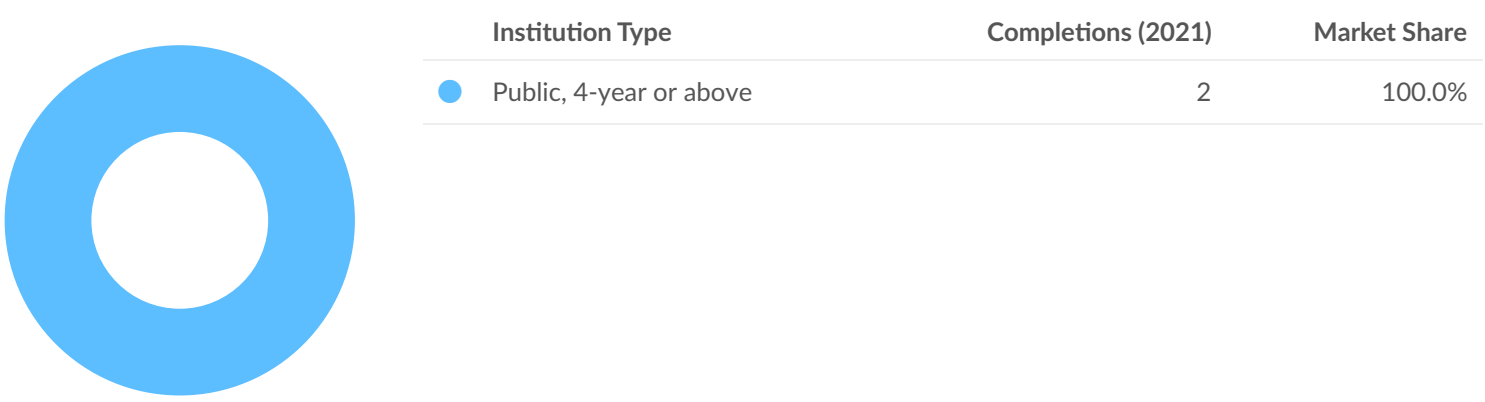 Institution Type Completions (2021) Market Share
Public, 4-year or above 2 100.0%